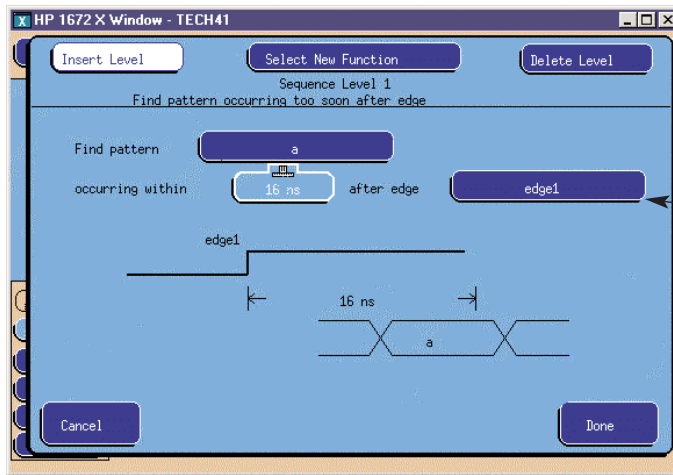 HP 1672 X Window - TECH41
Insert Level
Select New Function
Delete Level
Sequence Level 1
Find pattern occurring too soon after edge
Find pattern
a
occurring within
16 ns
after edge
edge1
edge1
16 ns
a
Cancel
Done